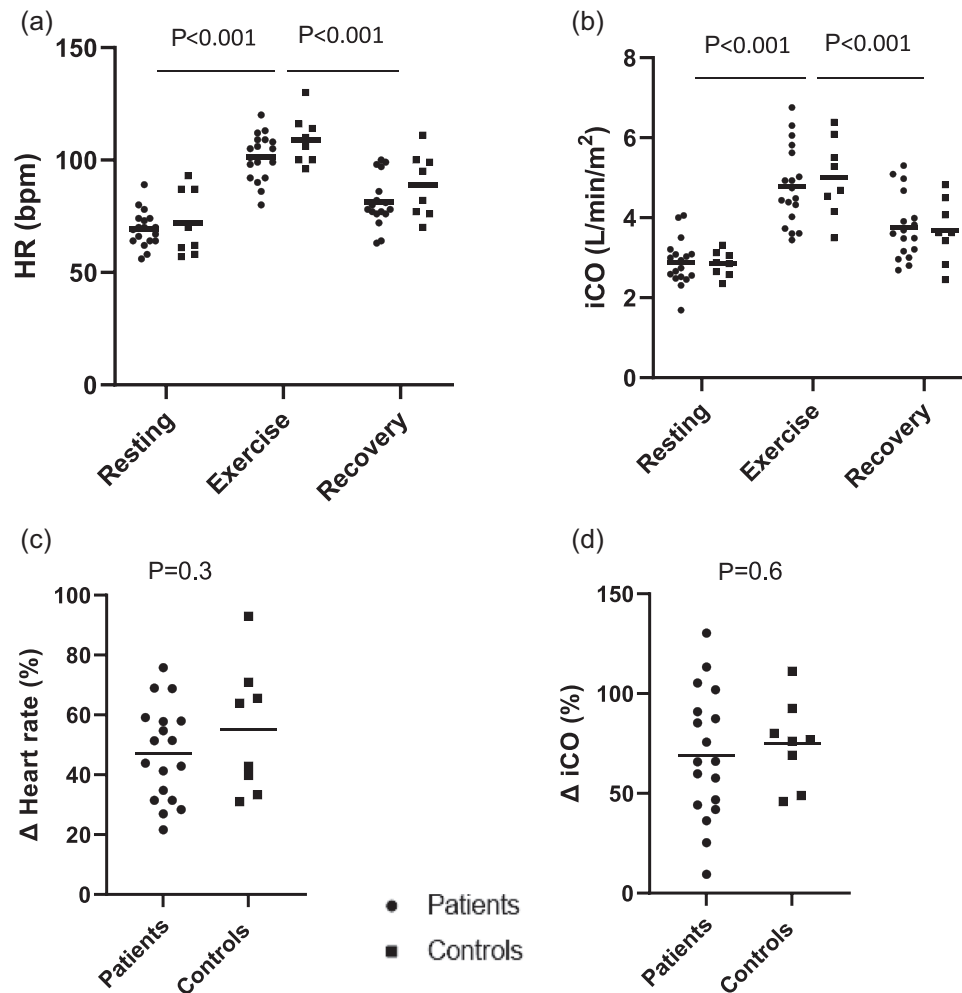 (a)
P<0.001 P<0.001
150
100
50
0
HR (bpm)
Resting
Exercise
Recovery
(b)
P<0.001 P<0.001
8
6
4
2
0
iCO (L/min/m²)
Resting
Exercise
Recovery
(c)
P=0.3
100
80
60
40
20
0
Δ Heart rate (%)
Patients
Controls
(d)
P=0.6
150
100
50
0
Δ iCO (%)
Patients
Controls
Patients
Controls